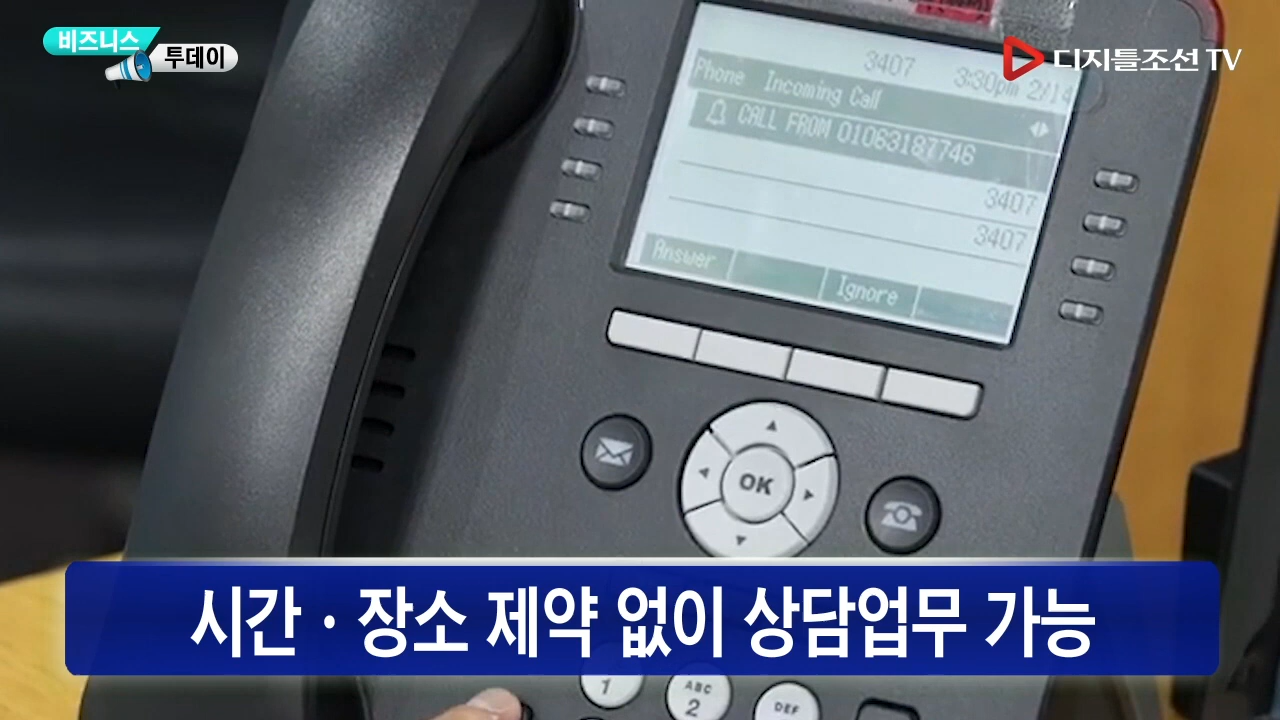 비즈니스
투데이
디지틀조선 TV
3407 3:30pm 2/14
Phone Incoming Call
CALL FROM 01063187746
3407
3407
Answer Ignore
OK
시간 · 장소 제약 없이 상담업무 가능
1
ABC
2
DEF